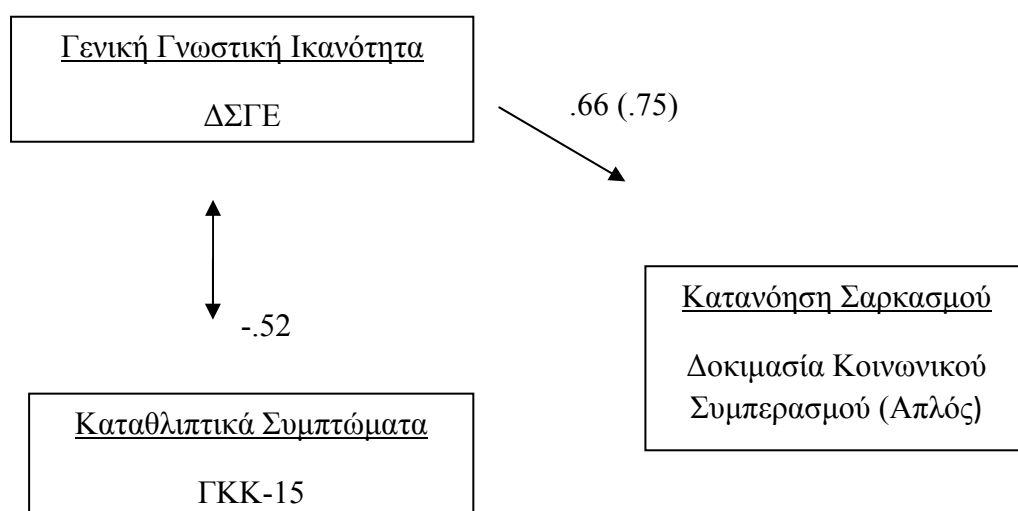 Γενική Γνωστική Ικανότητα
ΔΣΓΕ
.66 (.75)
-.52
Κατανόηση Σαρκασμού
Δοκιμασία Κοινωνικού
Συμπερασμού (Απλός)
Καταθλιπτικά Συμπτώματα
ΓΚΚ-15